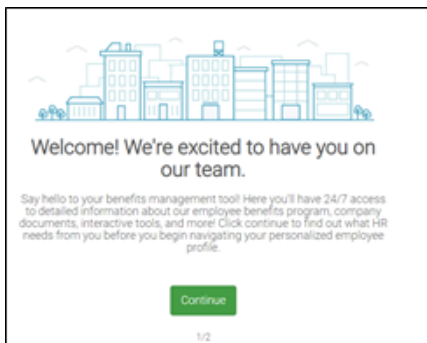 Welcome! We're excited to have you on
our team.
Say hello to your benefits management tool! Here you'll have 24/7 access
to detailed information about our employee benefits program, company
documents, interactive tools, and more! Click continue to find out what HR
needs from you before you begin navigating your personalized employee
profile.
Continue
1/2